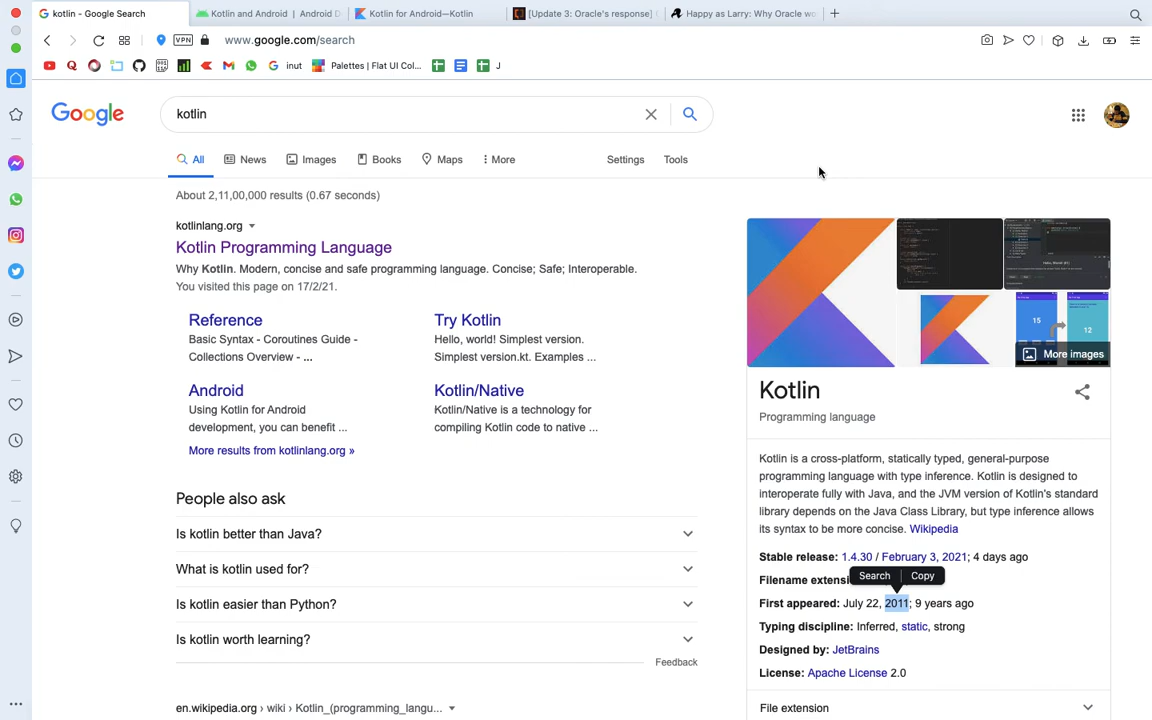 kotlin - Google Search
Kotlin and Android | Android D
Kotlin for Android—Kotlin
[Update 3: Oracle's response]
Happy as Larry: Why Oracle wo
VPN
www.google.com/search
inut
Palettes | Flat UI Col...
J
Google
kotlin
All
News
Images
Books
Maps
More
Settings
Tools
About 2,11,00,000 results (0.67 seconds)
kotlinlang.org
Kotlin Programming Language
Why Kotlin. Modern, concise and safe programming language. Concise; Safe; Interoperable.
You visited this page on 17/2/21.
Reference
Basic Syntax - Coroutines Guide -
Collections Overview - ...
Try Kotlin
Hello, world! Simplest version.
Simplest version.kt. Examples ...
Android
Using Kotlin for Android
development, you can benefit ...
Kotlin/Native
Kotlin/Native is a technology for
compiling Kotlin code to native ...
More results from kotlinlang.org »
People also ask
Is kotlin better than Java?
What is kotlin used for?
Is kotlin easier than Python?
Is kotlin worth learning?
Feedback
en.wikipedia.org › wiki › Kotlin_(programming_langu...
15
12
More images
Kotlin
Programming language
Kotlin is a cross-platform, statically typed, general-purpose
programming language with type inference. Kotlin is designed to
interoperate fully with Java, and the JVM version of Kotlin's standard
library depends on the Java Class Library, but type inference allows
its syntax to be more concise. Wikipedia
Stable release: 1.4.30 / February 3, 2021; 4 days ago
Search
Copy
Filename extensi
First appeared: July 22, 2011; 9 years ago
Typing discipline: Inferred, static, strong
Designed by: JetBrains
License: Apache License 2.0
File extension